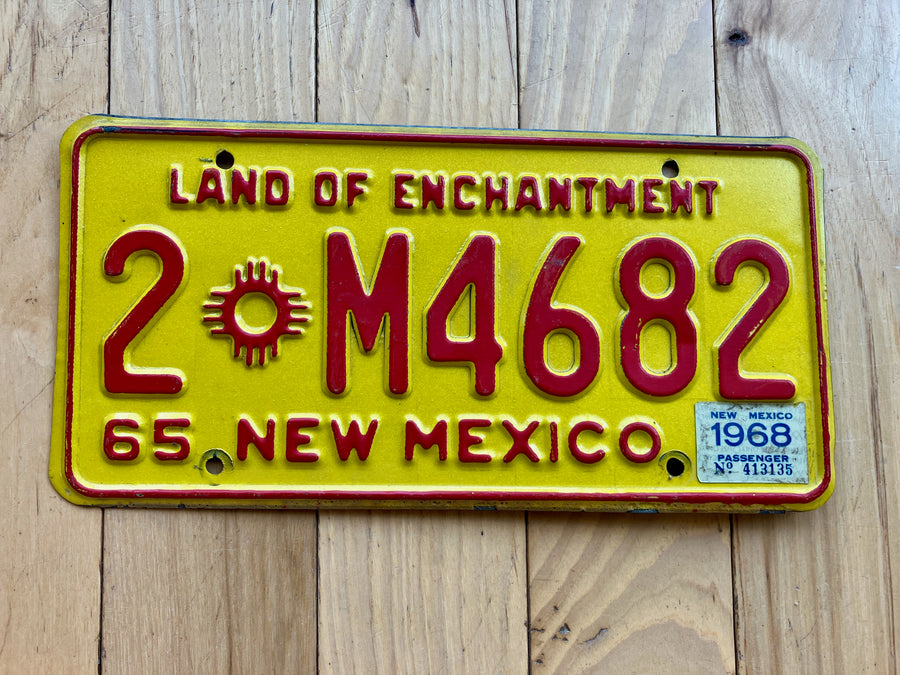 LAND OF ENCHANTMENT
2 M4682
65 NEW MEXICO
NEW MEXICO
1968
PASSENGER
Nº 413135